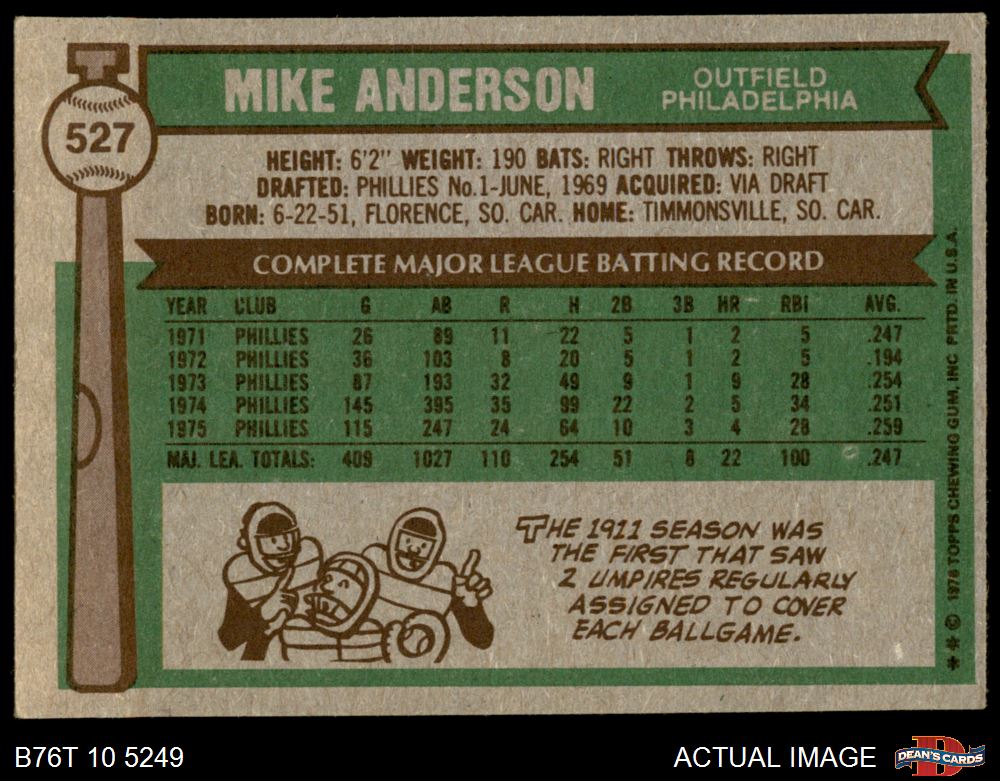 527
MIKE ANDERSON
OUTFIELD
PHILADELPHIA
HEIGHT: 6'2" WEIGHT: 190 BATS: RIGHT THROWS: RIGHT
DRAFTED: PHILLIES No.1-JUNE, 1969 ACQUIRED: VIA DRAFT
BORN: 6-22-51, FLORENCE, SO. CAR. HOME: TIMMONSVILLE, SO. CAR.
COMPLETE MAJOR LEAGUE BATTING RECORD
YEAR CLUB G AB R H 2B 3B HR RBI AVG.
1971 PHILLIES 26 89 11 22 5 1 2 5 .247
1972 PHILLIES 36 103 8 20 5 1 2 5 .194
1973 PHILLIES 87 193 32 49 9 1 9 28 .254
1974 PHILLIES 145 395 35 99 22 2 5 34 .251
1975 PHILLIES 115 247 24 64 10 3 4 28 .259
MAJ. LEA. TOTALS: 409 1027 110 254 51 8 22 100 .247
THE 1911 SEASON WAS
THE FIRST THAT SAW
2 UMPIRES REGULARLY
ASSIGNED TO COVER
EACH BALLGAME.
** © 1976 TOPPS CHEWING GUM, INC. PRTD. IN U.S.A.
B76T 10 5249
ACTUAL IMAGE
D
DEAN'S CARDS